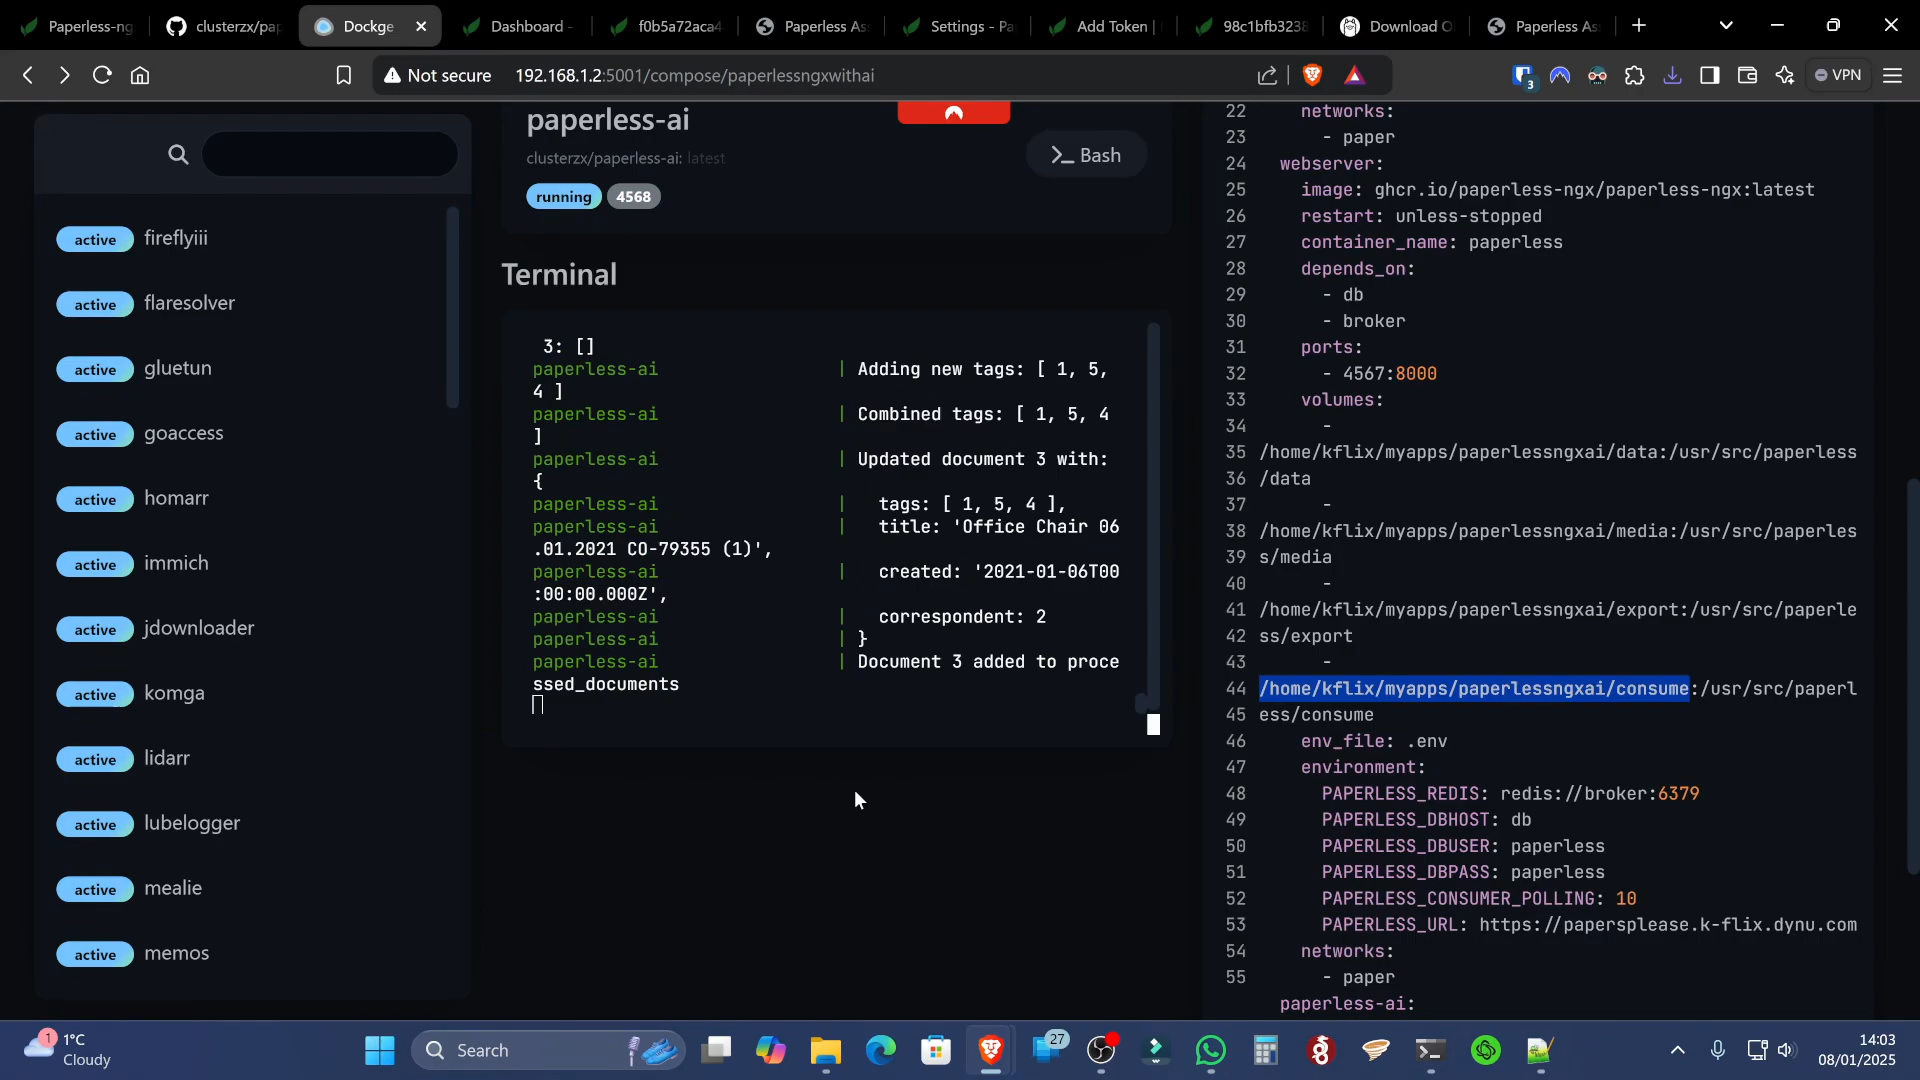 Paperless-ng
clusterzx/pap
Dockge
Dashboard -
f0b5a72aca4
Paperless As
Settings - Pa
Add Token |
98c1bfb3238
Download O
Paperless As
Not secure
192.168.1.2:5001/compose/paperlessngxwithai
3
VPN
active fireflyiii
active flaresolver
active gluetun
active goaccess
active homarr
active immich
active jdownloader
active komga
active lidarr
active lubelogger
active mealie
active memos
paperless-ai
clusterzx/paperless-ai: latest
Bash
running 4568
Terminal
3: []
paperless-ai | Adding new tags: [ 1, 5,
4 ]
paperless-ai | Combined tags: [ 1, 5, 4
]
paperless-ai | Updated document 3 with:
{
paperless-ai | tags: [ 1, 5, 4 ],
paperless-ai | title: 'Office Chair 06
.01.2021 CO-79355 (1)',
paperless-ai | created: '2021-01-06T00
:00:00.000Z',
paperless-ai | correspondent: 2
paperless-ai | }
paperless-ai | Document 3 added to proce
ssed_documents
22 networks:
23 - paper
24 webserver:
25 image: ghcr.io/paperless-ngx/paperless-ngx:latest
26 restart: unless-stopped
27 container_name: paperless
28 depends_on:
29 - db
30 - broker
31 ports:
32 - 4567:8000
33 volumes:
34 -
35 /home/kflix/myapps/paperlessngxai/data:/usr/src/paperless
36 /data
37 -
38 /home/kflix/myapps/paperlessngxai/media:/usr/src/paperles
39 s/media
40 -
41 /home/kflix/myapps/paperlessngxai/export:/usr/src/paperle
42 ss/export
43 -
44 /home/kflix/myapps/paperlessngxai/consume:/usr/src/paperl
45 ess/consume
46 env_file: .env
47 environment:
48 PAPERLESS_REDIS: redis://broker:6379
49 PAPERLESS_DBHOST: db
50 PAPERLESS_DBUSER: paperless
51 PAPERLESS_DBPASS: paperless
52 PAPERLESS_CONSUMER_POLLING: 10
53 PAPERLESS_URL: https://papersplease.k-flix.dynu.com
54 networks:
55 - paper
paperless-ai:
1
1°C
Cloudy
Search
27
14:03
08/01/2025